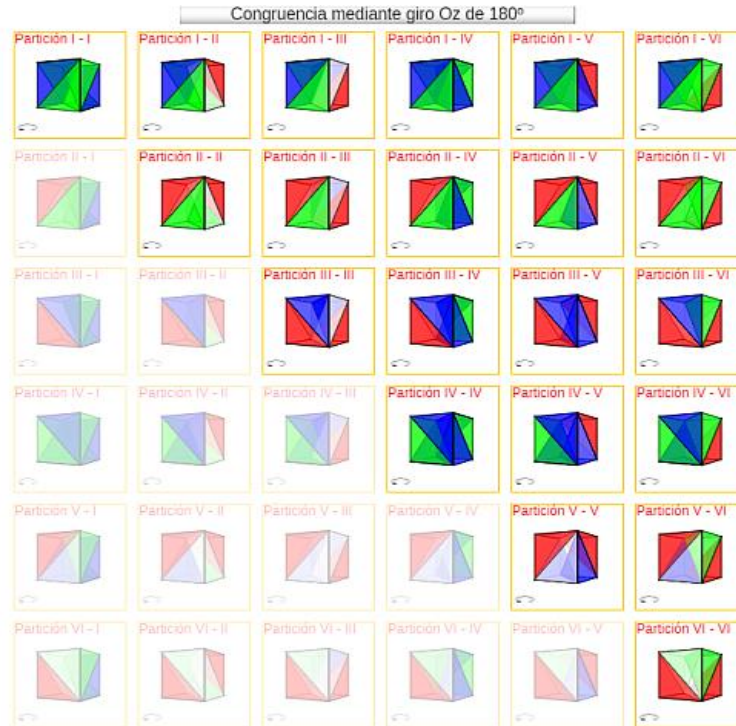 Congruencia mediante giro Oz de 180º
Partición I - I Partición I - II Partición I - III Partición I - IV Partición I - V Partición I - VI
Partición II - I Partición II - II Partición II - III Partición II - IV Partición II - V Partición II - VI
Partición III - I Partición III - II Partición III - III Partición III - IV Partición III - V Partición III - VI
Partición IV - I Partición IV - II Partición IV - III Partición IV - IV Partición IV - V Partición IV - VI
Partición V - I Partición V - II Partición V - III Partición V - IV Partición V - V Partición V - VI
Partición VI - I Partición VI - II Partición VI - III Partición VI - IV Partición VI - V Partición VI - VI